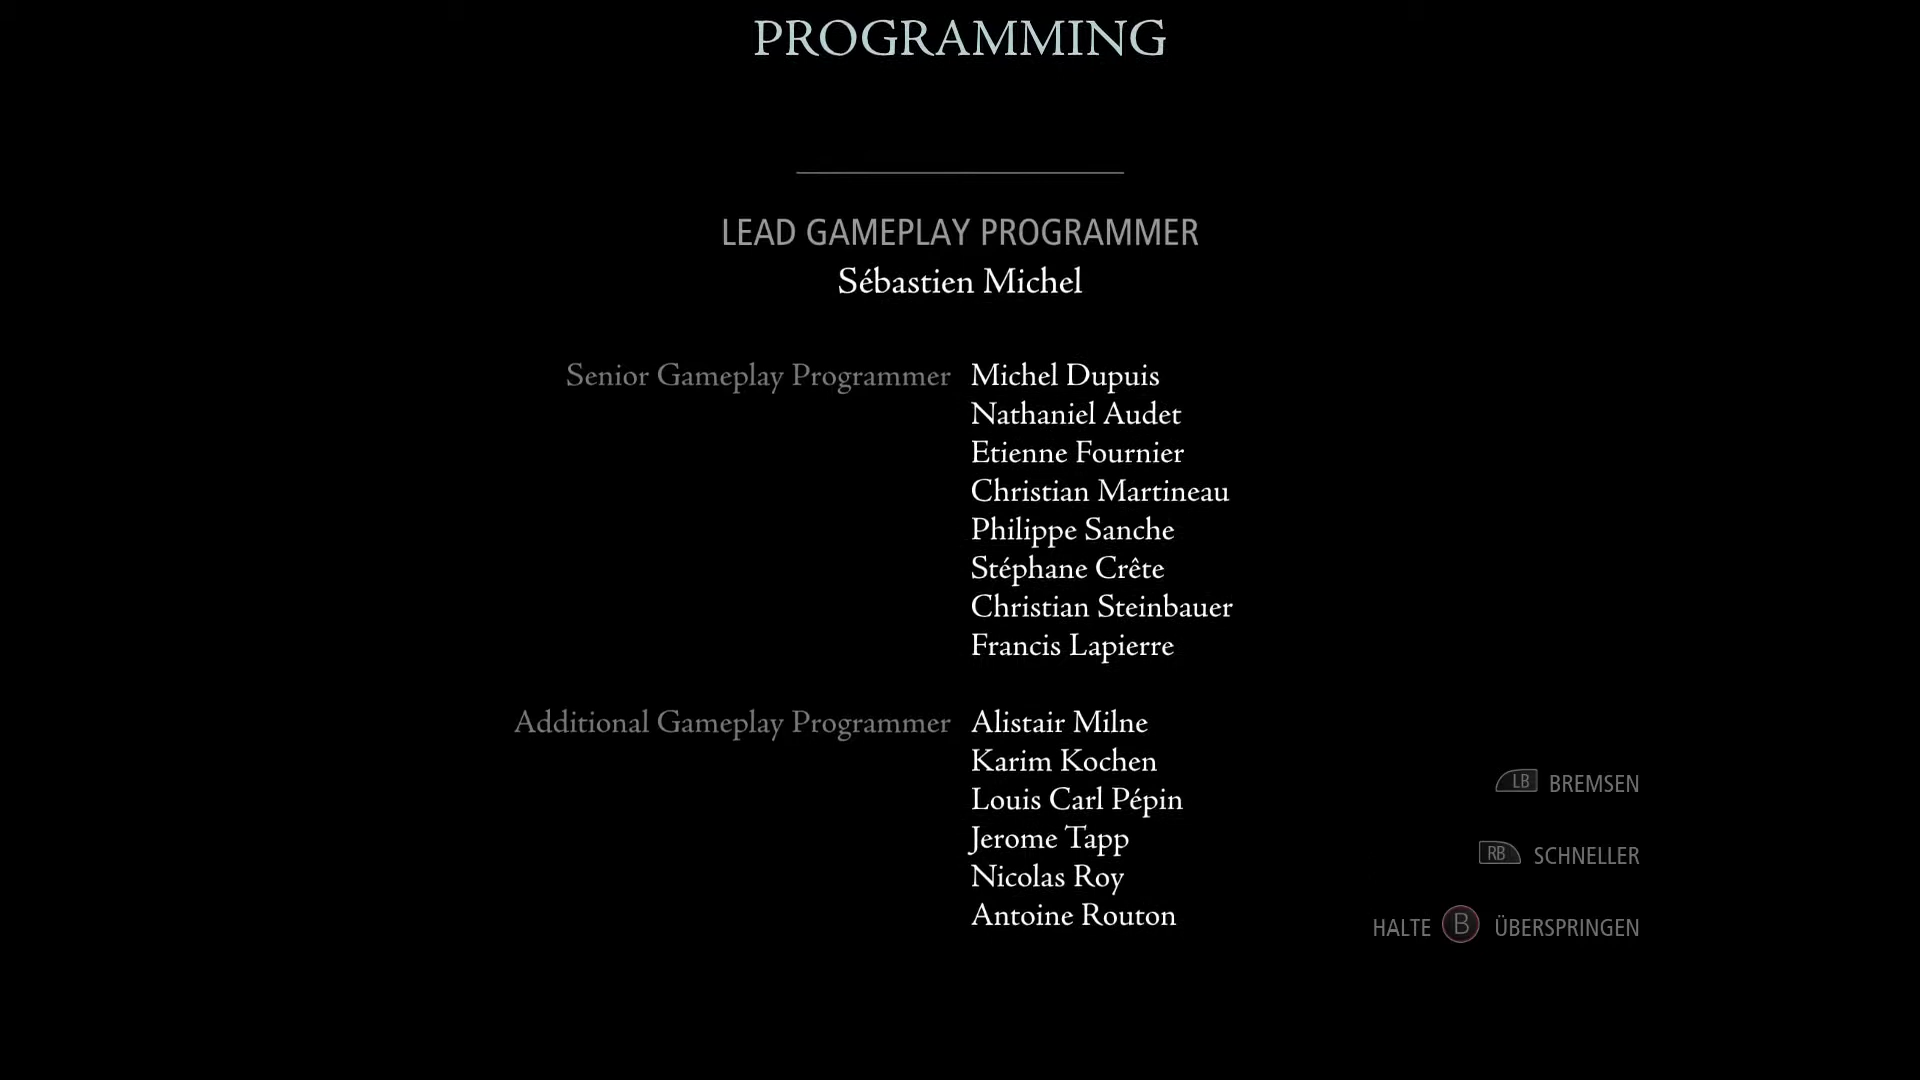 PROGRAMMING
LEAD GAMEPLAY PROGRAMMER
Sébastien Michel
Senior Gameplay Programmer Michel Dupuis
Nathaniel Audet
Etienne Fournier
Christian Martineau
Philippe Sanche
Stéphane Crête
Christian Steinbauer
Francis Lapierre
Additional Gameplay Programmer Alistair Milne
Karim Kochen
Louis Carl Pépin
Jerome Tapp
Nicolas Roy
Antoine Routon
LB BREMSEN
RB SCHNELLER
HALTE B ÜBERSPRINGEN